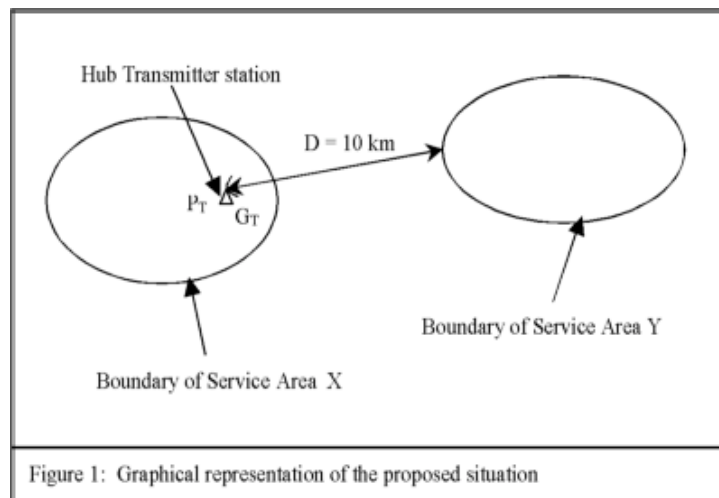 Hub Transmitter station
D = 10 km
PT
GT
Boundary of Service Area Y
Boundary of Service Area X
Figure 1: Graphical representation of the proposed situation